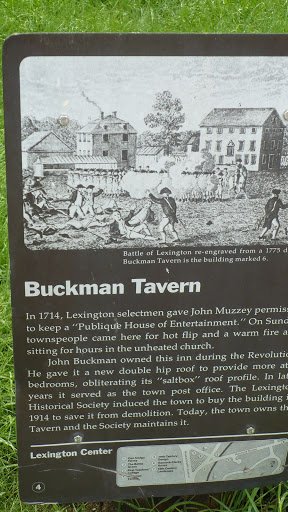 Battle of Lexington re-engraved from a 1775 d
Buckman Tavern is the building marked 6.
Buckman Tavern
In 1714, Lexington selectmen gave John Muzzey permiss
to keep a "Publique House of Entertainment." On Sund
townspeople came here for hot flip and a warm fire a
sitting for hours in the unheated church.
John Buckman owned this inn during the Revolutio
He gave it a new double hip roof to provide more at
bedrooms, obliterating its "saltbox" roof profile. In lat
years it served as the town post office. The Lexingto
Historical Society induced the town to buy the building i
1914 to save it from demolition. Today, the town owns th
Tavern and the Society maintains it.
Lexington Center
4